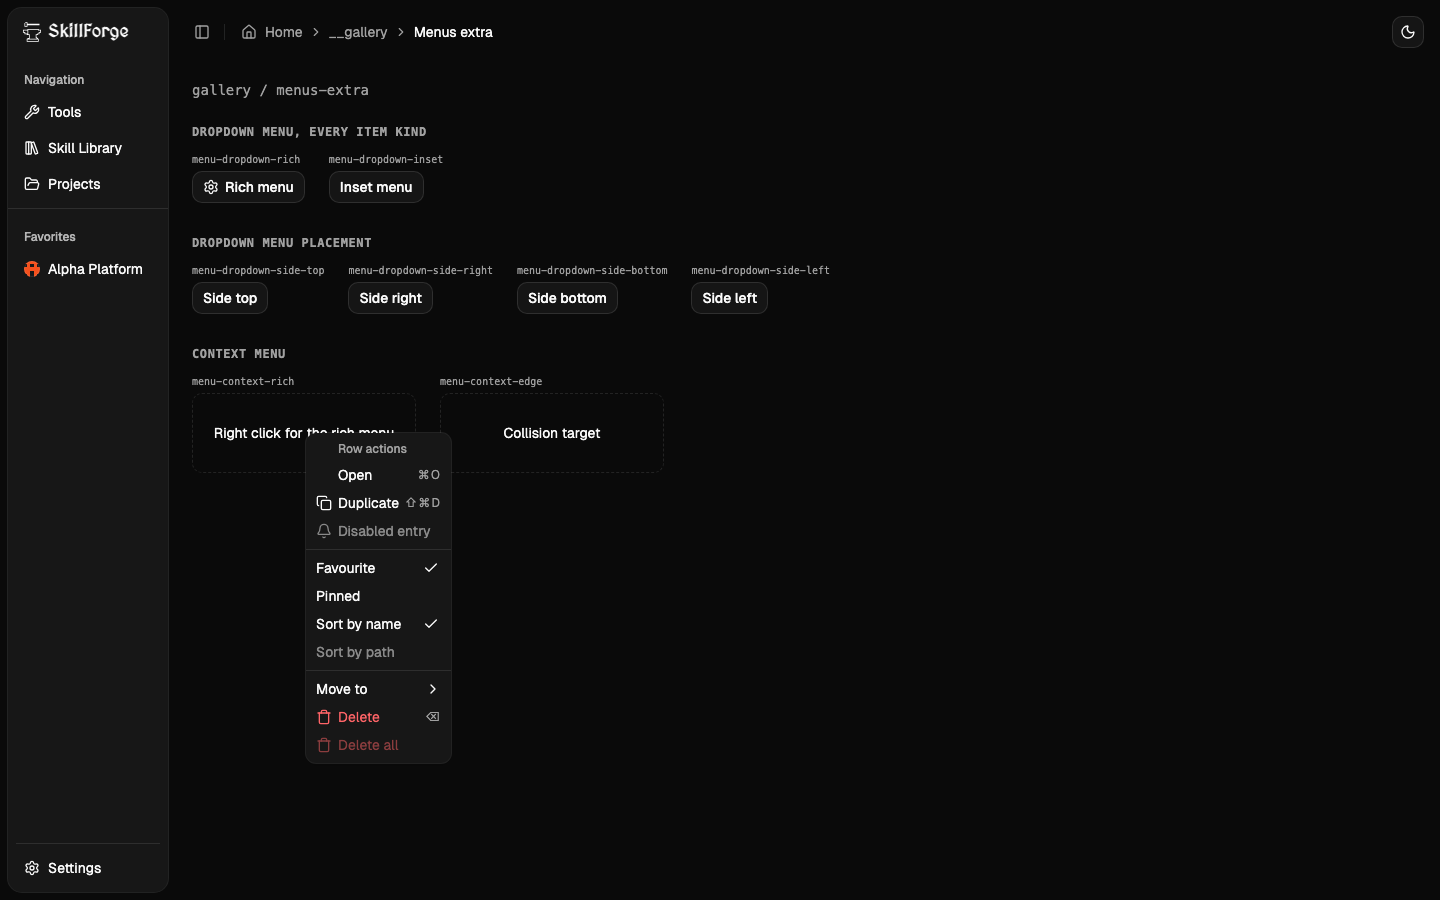 SkillForge
Home > __gallery > Menus extra
Navigation
Tools
Skill Library
Projects
Favorites
Alpha Platform
Settings
gallery / menus-extra
DROPDOWN MENU, EVERY ITEM KIND
menu-dropdown-rich menu-dropdown-inset
Rich menu Inset menu
DROPDOWN MENU PLACEMENT
menu-dropdown-side-top menu-dropdown-side-right menu-dropdown-side-bottom menu-dropdown-side-left
Side top Side right Side bottom Side left
CONTEXT MENU
menu-context-rich menu-context-edge
Right click for the rich menu Collision target
Row actions
Open ⌘O
Duplicate ⇧⌘D
Disabled entry
Favourite
Pinned
Sort by name
Sort by path
Move to
Delete ⌫
Delete all